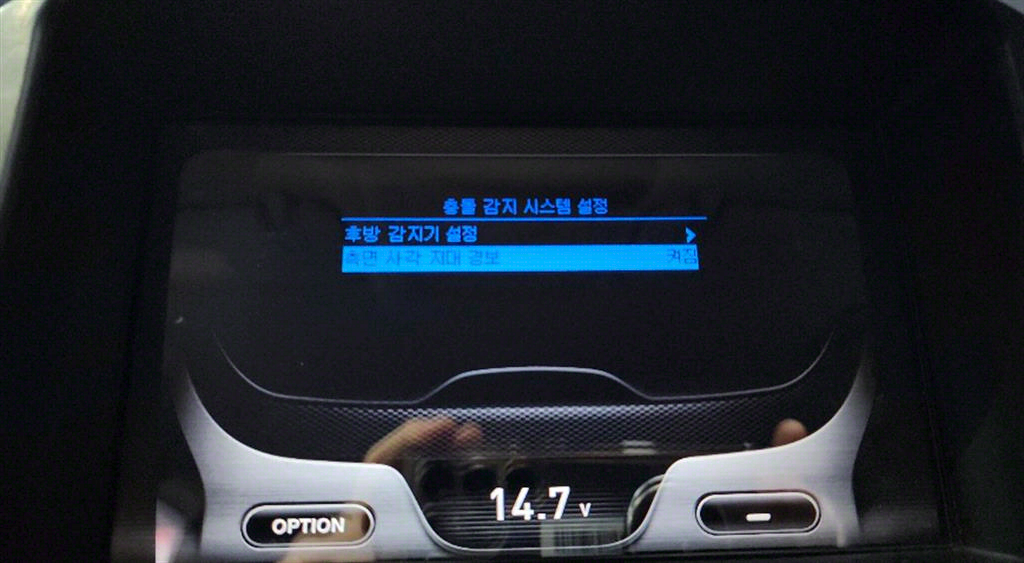 충돌 감지 시스템 설정
후방 감지기 설정
측면 사각 지대 경보 켜짐
14.7 V
OPTION